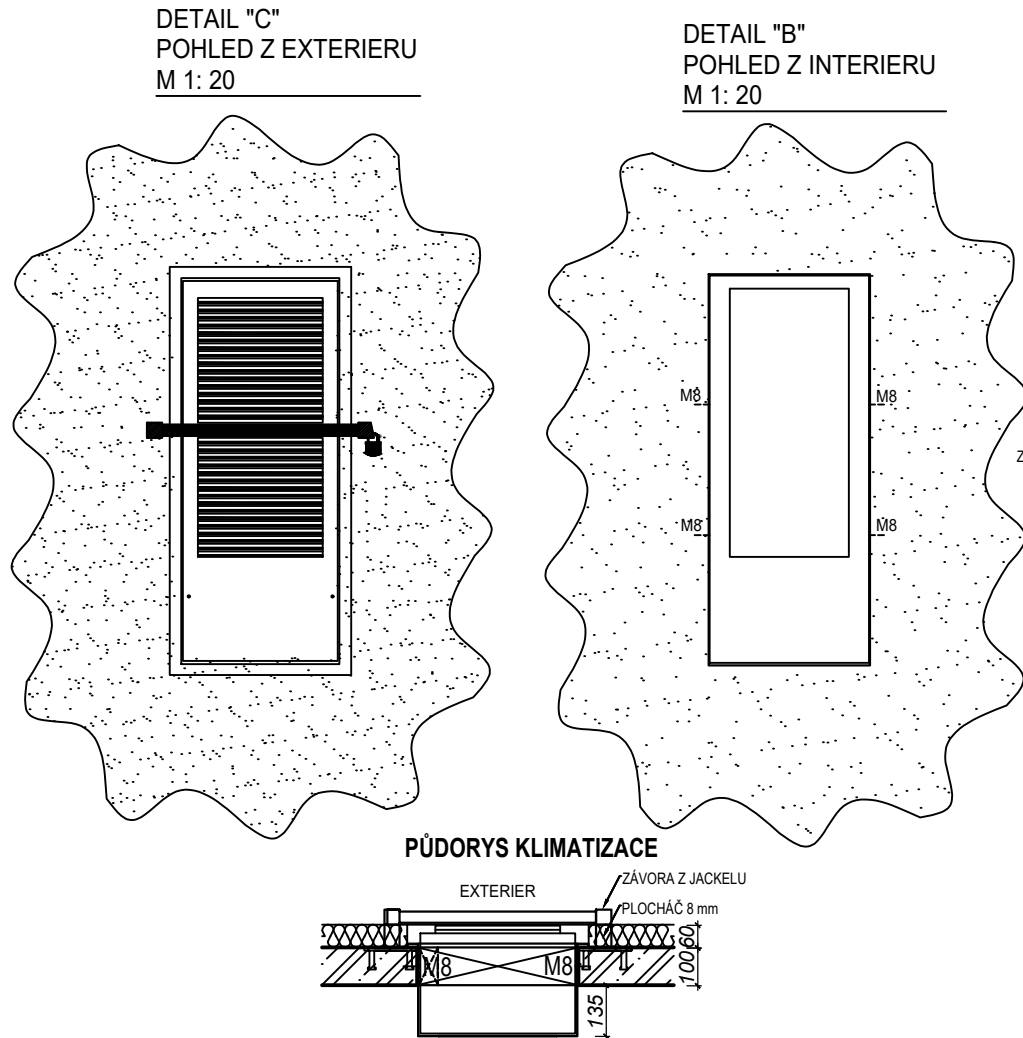 DETAIL "C"
POHLED Z EXTERIERU
M 1: 20
DETAIL "B"
POHLED Z INTERIERU
M 1: 20
M8
M8
Z
M8
M8
PŮDORYS KLIMATIZACE
EXTERIER
ZÁVORA Z JACKELU
PLOCHÁČ 8 mm
60
100
M8
M8
135